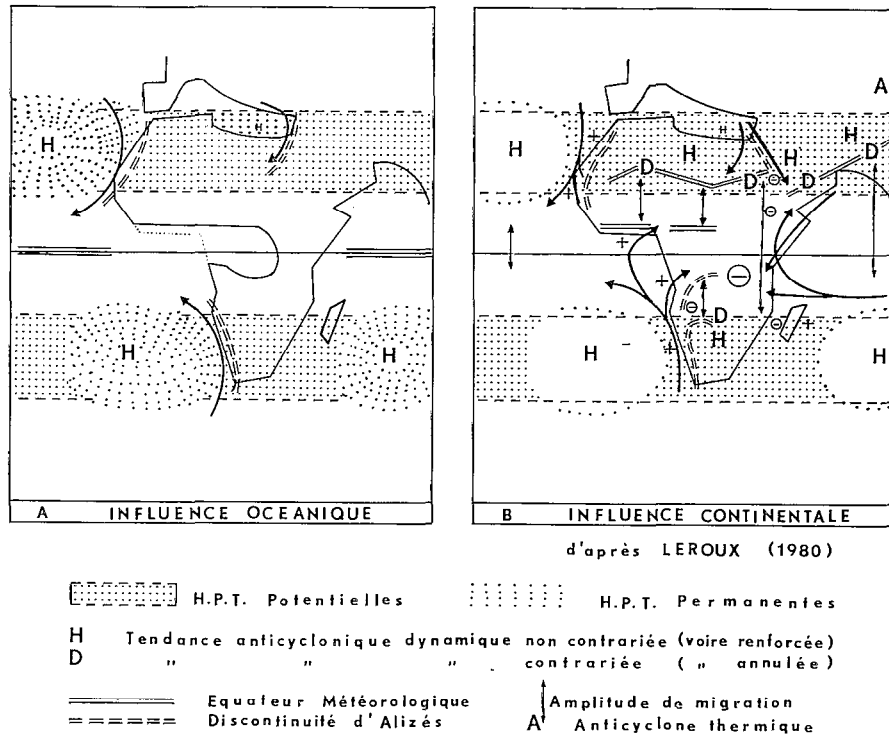 H
H
H
H
A INFLUENCE OCEANIQUE
A
H
H
H
H
H
D
D
D
D
D
H
H
H
B INFLUENCE CONTINENTALE
d'après LEROUX (1980)
H.P.T. Potentielles
H.P.T. Permanentes
H Tendance anticyclonique dynamique non contrariée (voire renforcée)
D " " " contrariée ( " annulée)
Equateur Météorologique
Amplitude de migration
Discontinuité d'Alizés
A Anticyclone thermique